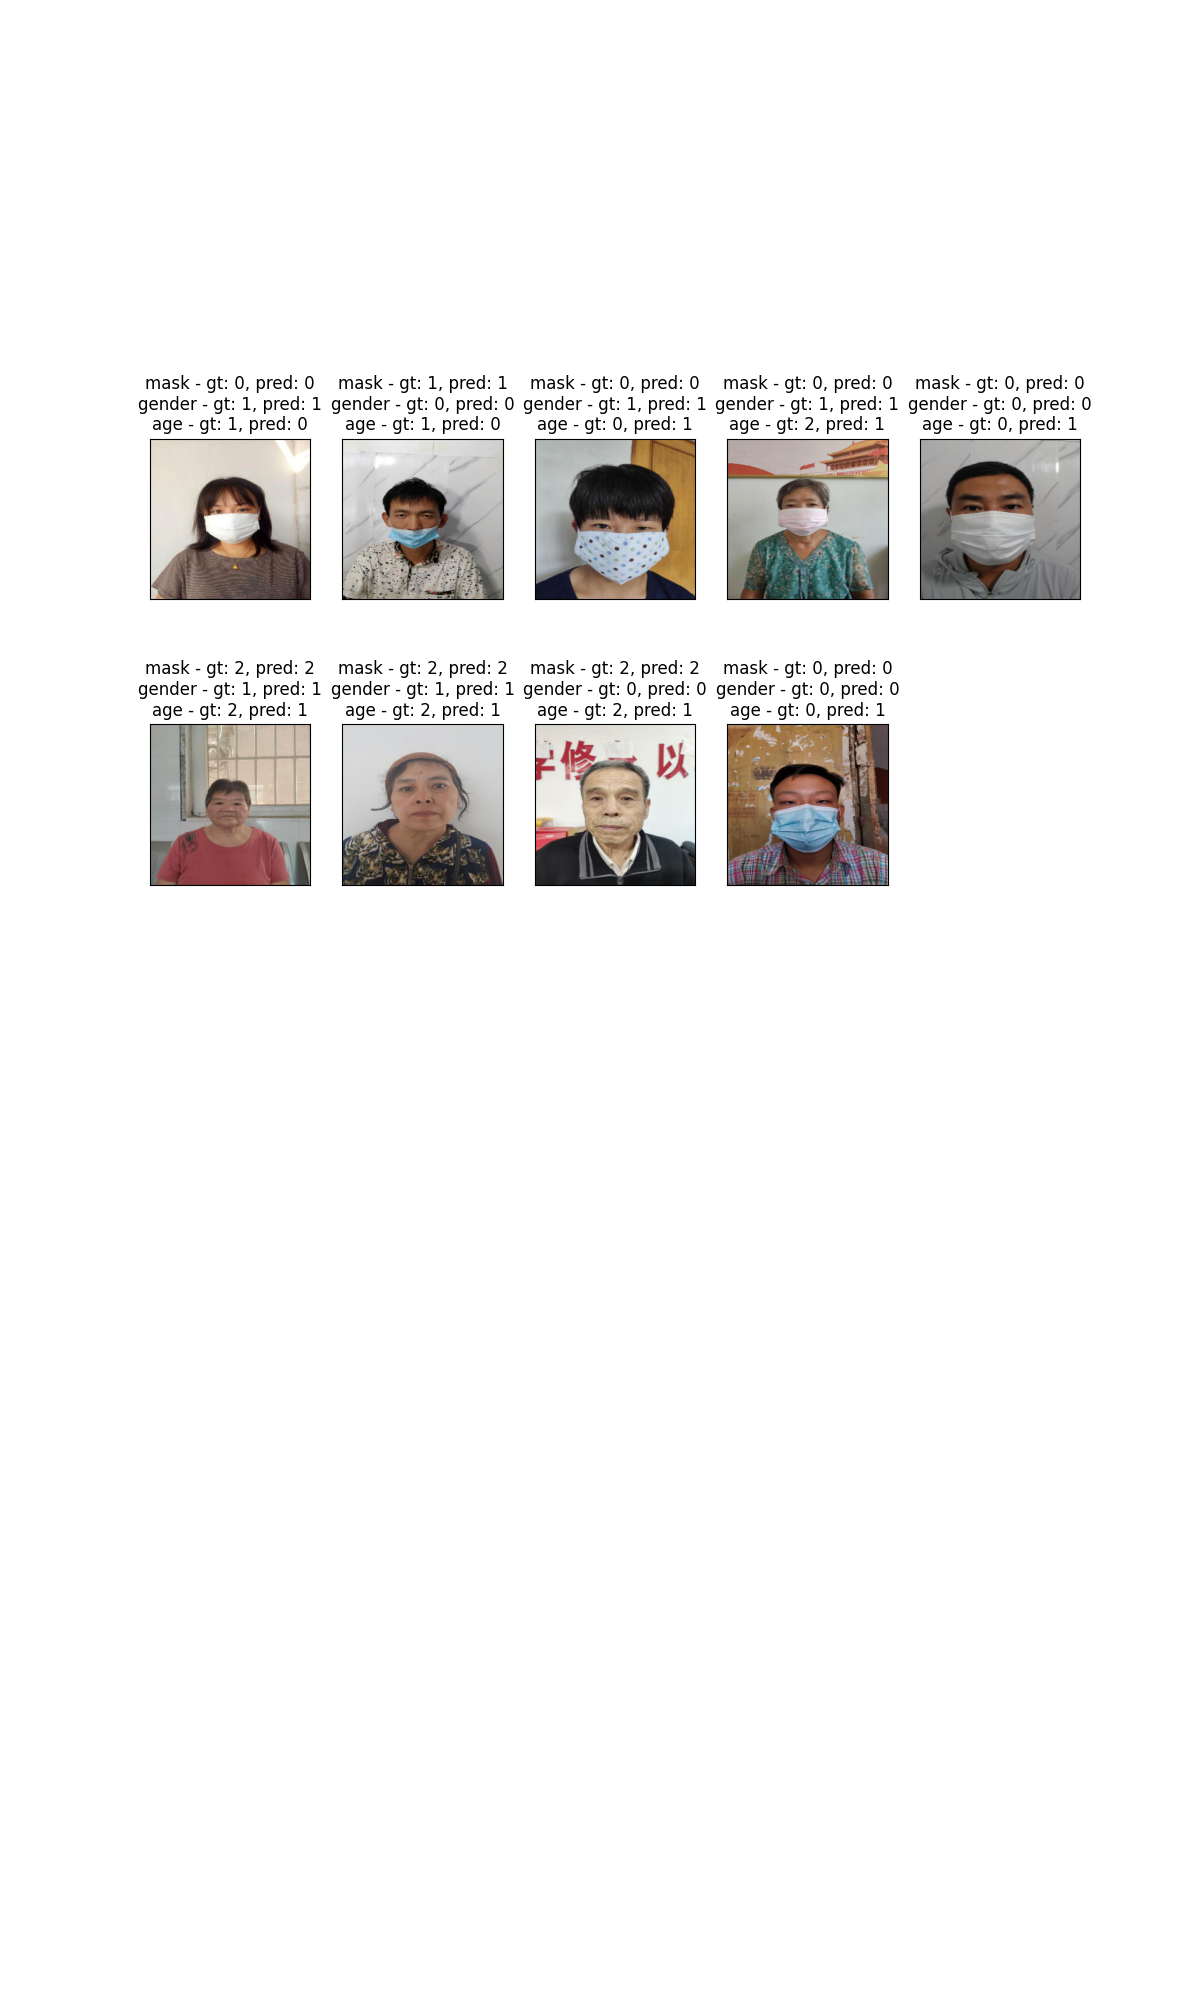 mask - gt: 0, pred: 0
gender - gt: 1, pred: 1
age - gt: 1, pred: 0
mask - gt: 1, pred: 1
gender - gt: 0, pred: 0
age - gt: 1, pred: 0
mask - gt: 0, pred: 0
gender - gt: 1, pred: 1
age - gt: 0, pred: 1
mask - gt: 0, pred: 0
gender - gt: 1, pred: 1
age - gt: 2, pred: 1
mask - gt: 0, pred: 0
gender - gt: 0, pred: 0
age - gt: 0, pred: 1
mask - gt: 2, pred: 2
gender - gt: 1, pred: 1
age - gt: 2, pred: 1
mask - gt: 2, pred: 2
gender - gt: 1, pred: 1
age - gt: 2, pred: 1
mask - gt: 2, pred: 2
gender - gt: 0, pred: 0
age - gt: 2, pred: 1
修 以
mask - gt: 0, pred: 0
gender - gt: 0, pred: 0
age - gt: 0, pred: 1